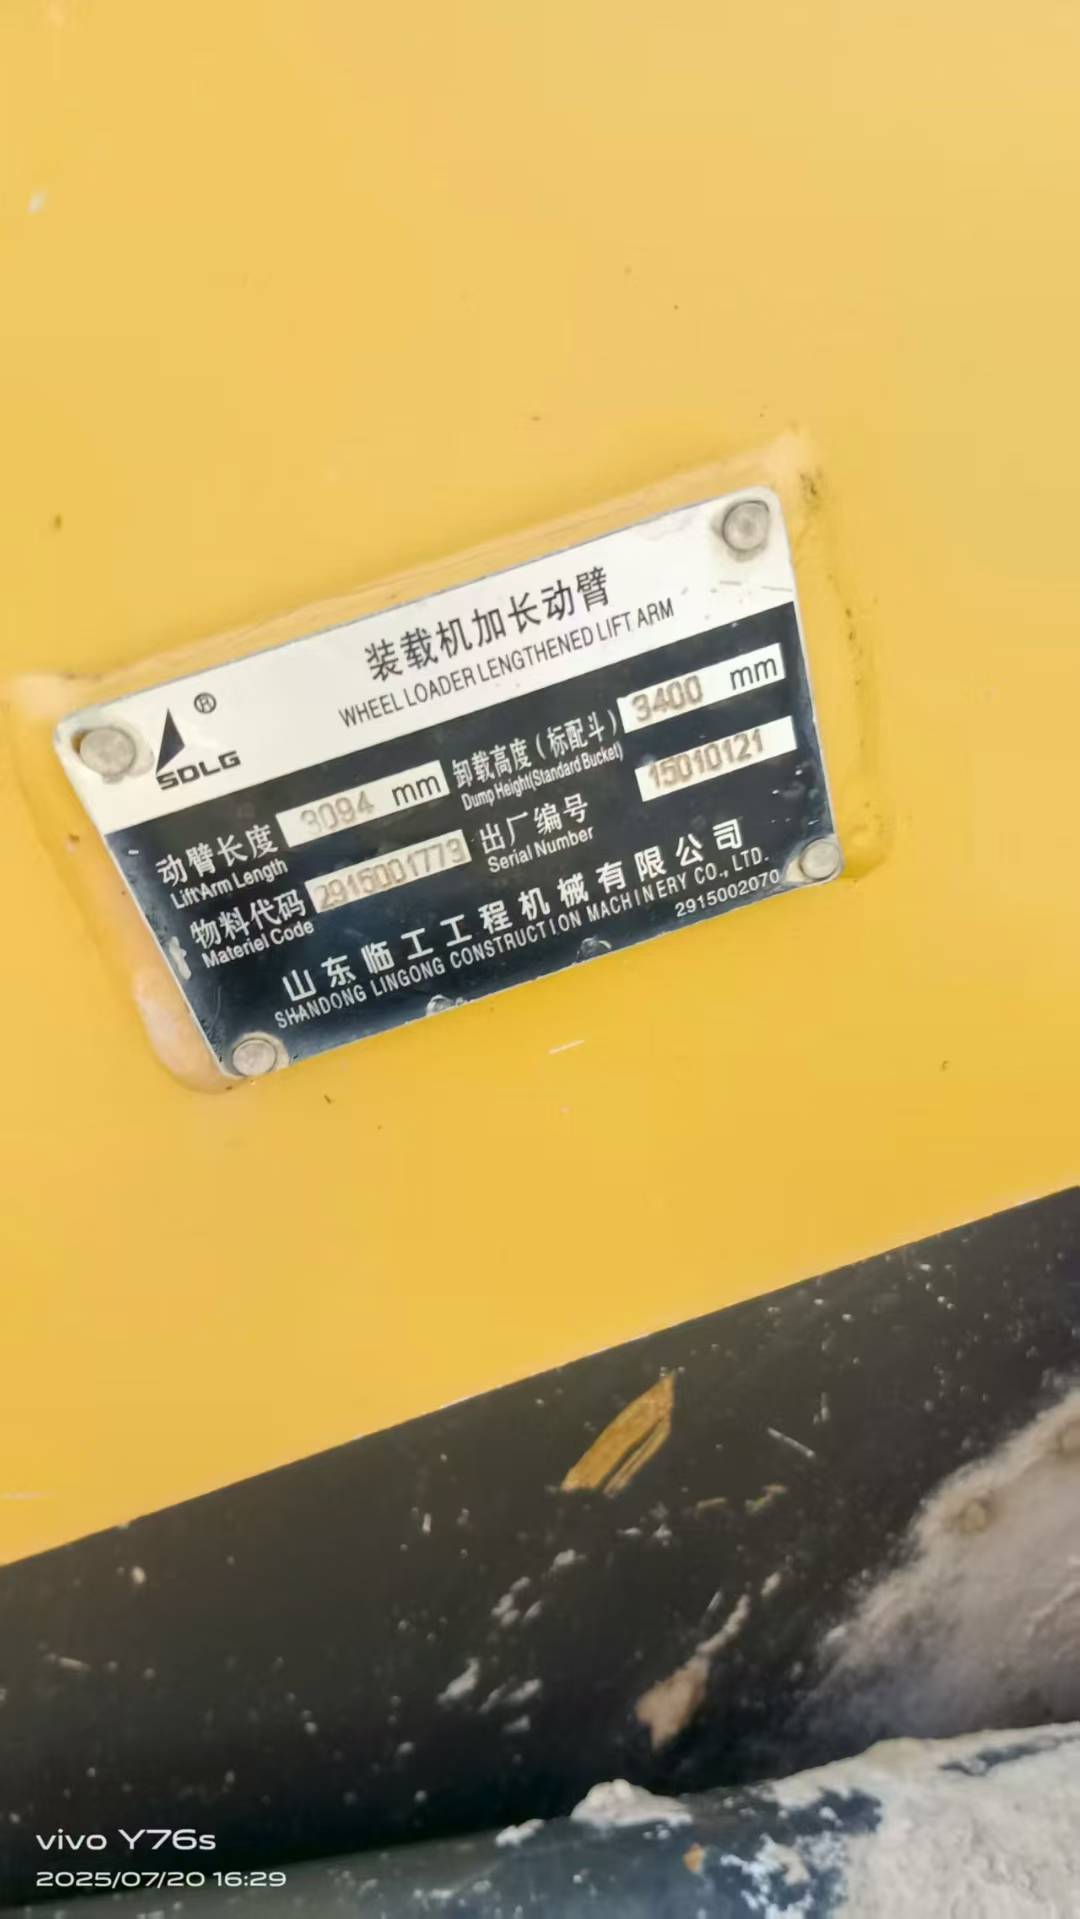 装载机加长动臂
WHEEL LOADER LENGTHENED LIFT ARM
®
SDLG
动臂长度 3094 mm 卸载高度(标配斗) 3400 mm
Lift Arm Length Dump Height(Standard Bucket)
物料代码 2915001773 出厂编号 15010121
Materiel Code Serial Number
山东临工工程机械有限公司
SHANDONG LINGONG CONSTRUCTION MACHINERY CO., LTD.
2915002070
vivo Y76s
2025/07/20 16:29